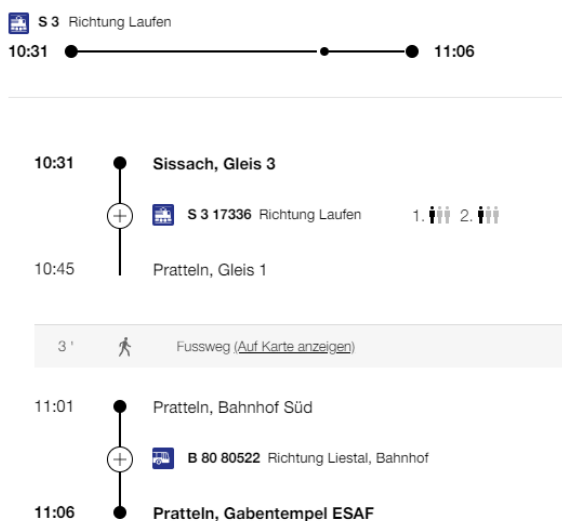 S 3 Richtung Laufen
10:31 11:06
10:31 Sissach, Gleis 3
S 3 17336 Richtung Laufen 1. 2.
10:45 Pratteln, Gleis 1
3 ' Fussweg (Auf Karte anzeigen)
11:01 Pratteln, Bahnhof Süd
B 80 80522 Richtung Liestal, Bahnhof
11:06 Pratteln, Gabentempel ESAF